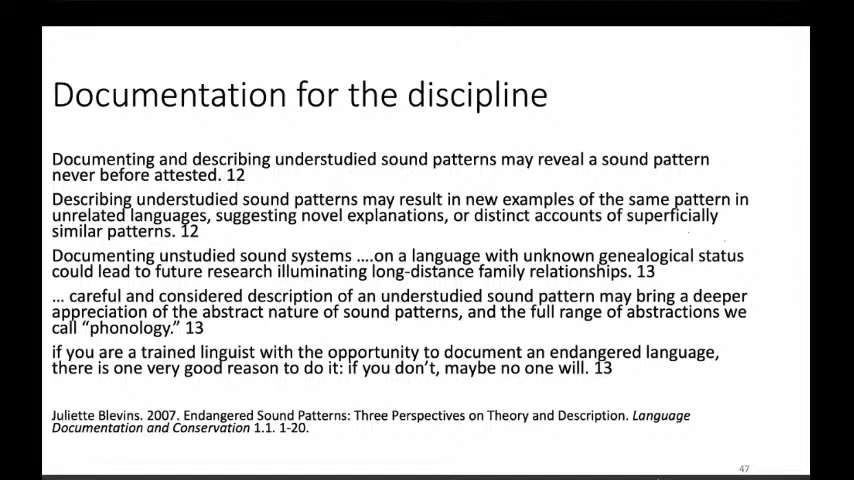 Documentation for the discipline
Documenting and describing understudied sound patterns may reveal a sound pattern
never before attested. 12
Describing understudied sound patterns may result in new examples of the same pattern in
unrelated languages, suggesting novel explanations, or distinct accounts of superficially
similar patterns. 12
Documenting unstudied sound systems ….on a language with unknown genealogical status
could lead to future research illuminating long-distance family relationships. 13
… careful and considered description of an understudied sound pattern may bring a deeper
appreciation of the abstract nature of sound patterns, and the full range of abstractions we
call “phonology.” 13
if you are a trained linguist with the opportunity to document an endangered language,
there is one very good reason to do it: if you don’t, maybe no one will. 13
Juliette Blevins. 2007. Endangered Sound Patterns: Three Perspectives on Theory and Description. Language
Documentation and Conservation 1.1. 1-20.
47